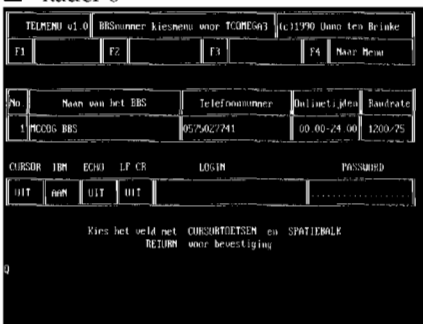 kader 6
TELMENU v1.0 BBSnummer kiesmenu voor TCOMEGA3 (c)1990 Onno ten Brinke
F1 F2 F3 F4 Naar Menu
No. Naam van het BBS Telefoonnummer Onlinetijden Baudrate
1 MCCOG BBS 0575027741 00.00-24.00 1200/75
CURSOR IBM ECHO LF CR LOGIN PASSWORD
UIT AAN UIT UIT ....................
Kies het veld met CURSORTOETSEN en SPATIEBALK
RETURN voor bevestiging
Q